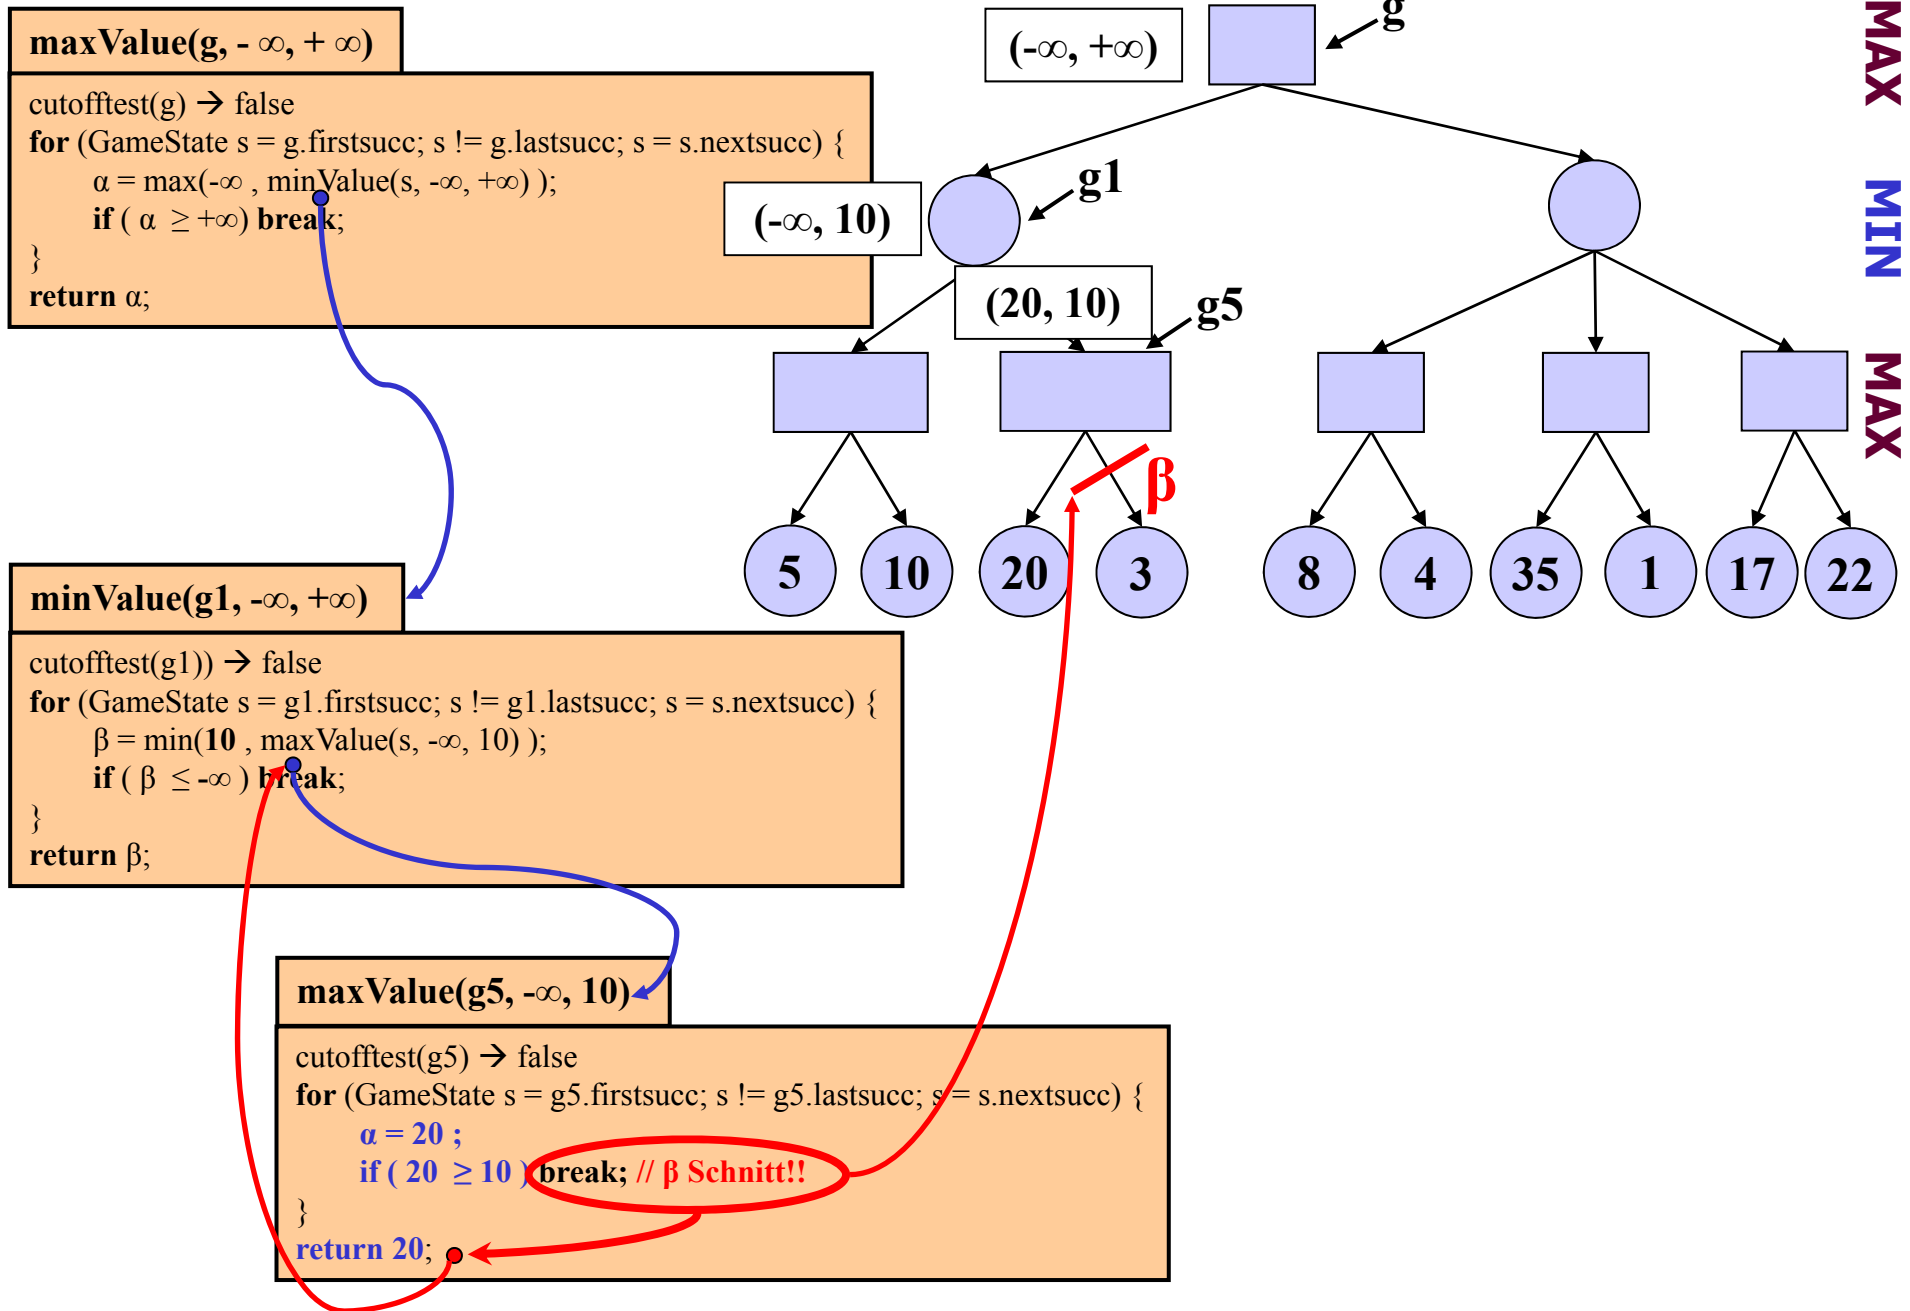 maxValue(g, - ∞, + ∞)
cutofftest(g) → false
for (GameState s = g.firstsucc; s != g.lastsucc; s = s.nextsucc) {
α = max(-∞ , minValue(s, -∞, +∞) );
if ( α ≥ +∞) break;
}
return α;
minValue(g1, -∞, +∞)
cutofftest(g1)) → false
for (GameState s = g1.firstsucc; s != g1.lastsucc; s = s.nextsucc) {
β = min(10 , maxValue(s, -∞, 10) );
if ( β ≤ -∞ ) break;
}
return β;
maxValue(g5, -∞, 10)
cutofftest(g5) → false
for (GameState s = g5.firstsucc; s != g5.lastsucc; s = s.nextsucc) {
α = 20 ;
if ( 20 ≥ 10 ) break; // β Schnitt!!
}
return 20;
(-∞, +∞)
g
MAX
(-∞, 10)
g1
MIN
(20, 10)
g5
MAX
β
5 10 20 3 8 4 35 1 17 22